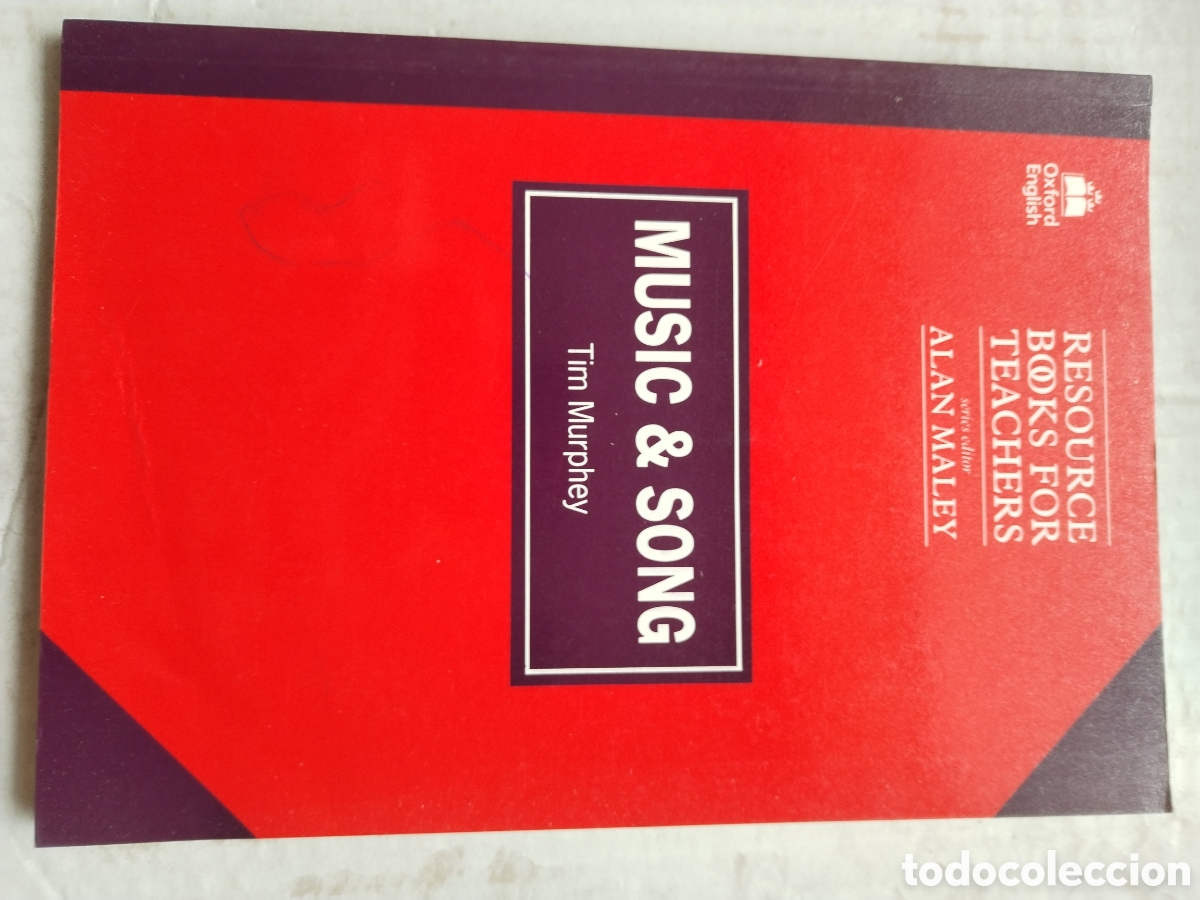 Oxford
English
RESOURCE
BOOKS FOR
TEACHERS
series editor
ALAN MALEY
MUSIC & SONG
Tim Murphey
todocoleccion